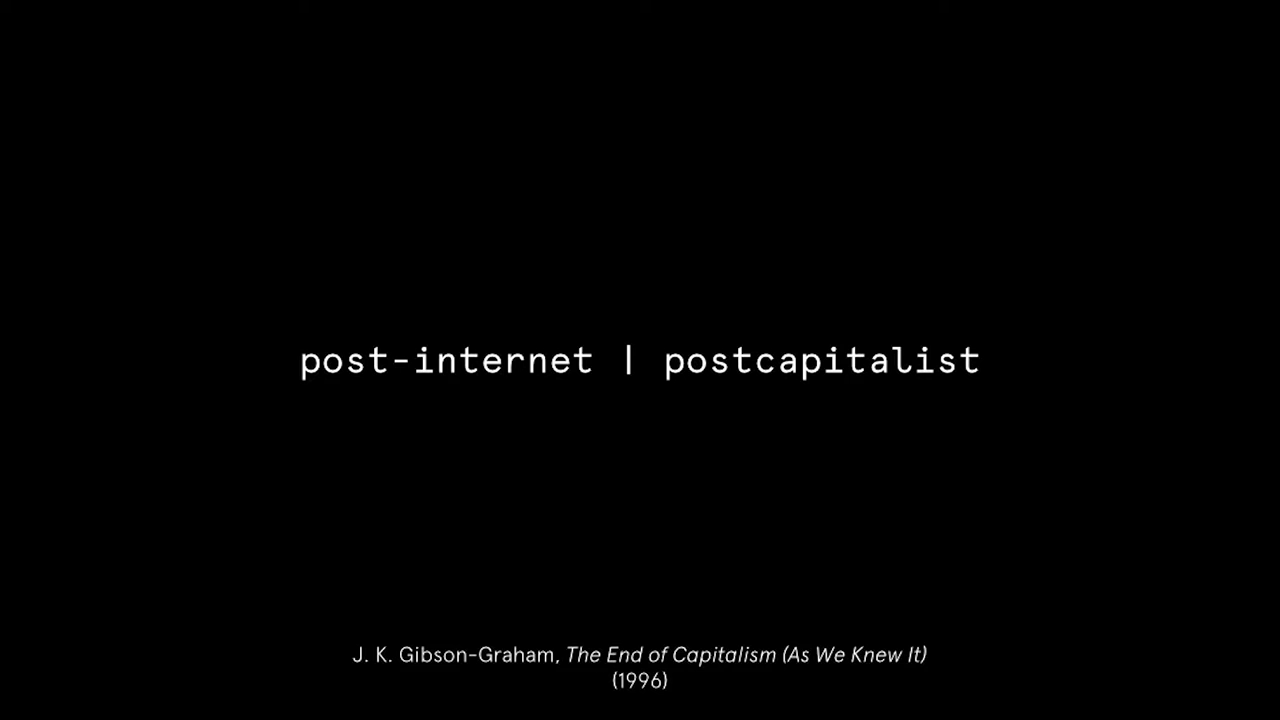 post-internet | postcapitalist
J. K. Gibson-Graham, The End of Capitalism (As We Knew It)
(1996)